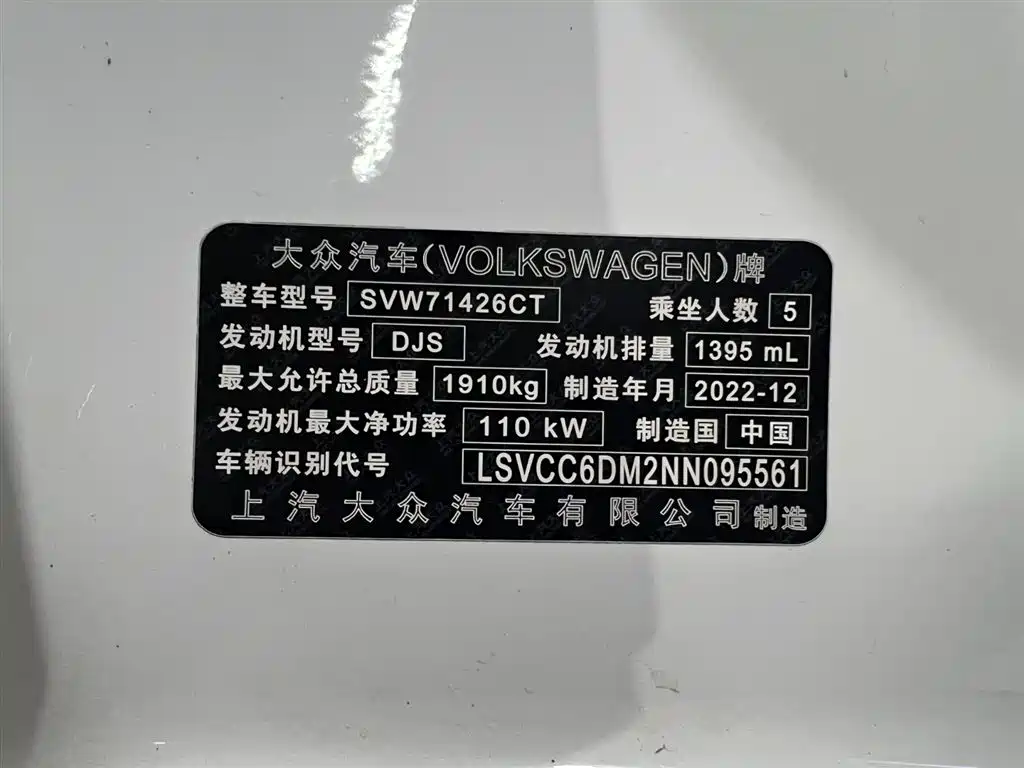 大众汽车(VOLKSWAGEN)牌
整车型号 SVW71426CT 乘坐人数 5
发动机型号 DJS 发动机排量 1395 mL
最大允许总质量 1910kg 制造年月 2022-12
发动机最大净功率 110 kW 制造国 中国
车辆识别代号 LSVCC6DM2NN095561
上汽大众汽车有限公司制造